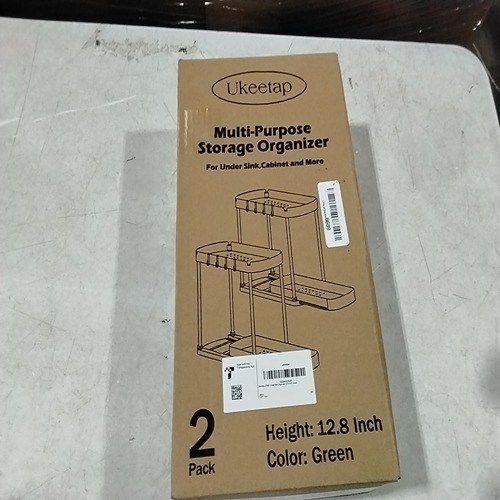 Ukeetap
Multi-Purpose
Storage Organizer
For Under Sink,Cabinet and More
2
Pack
Height: 12.8 Inch
Color: Green